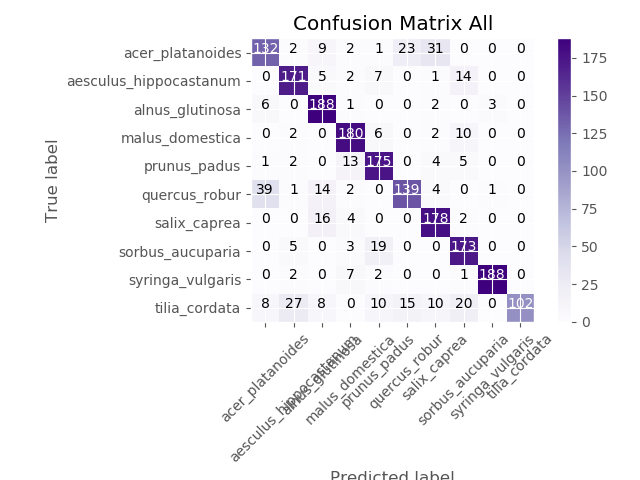 Confusion Matrix All
True label
acer_platanoides 132 2 9 2 1 23 31 0 0 0
aesculus_hippocastanum 0 171 5 2 7 0 1 14 0 0
alnus_glutinosa 6 0 188 1 0 0 2 0 3 0
malus_domestica 0 2 0 180 6 0 2 10 0 0
prunus_padus 1 2 0 13 175 0 4 5 0 0
quercus_robur 39 1 14 2 0 139 4 0 1 0
salix_caprea 0 0 16 4 0 0 178 2 0 0
sorbus_aucuparia 0 5 0 3 19 0 0 173 0 0
syringa_vulgaris 0 2 0 7 2 0 0 1 188 0
tilia_cordata 8 27 8 0 10 15 10 20 0 102
acer_platanoides
aesculus_hippocastanum
alnus_glutinosa
malus_domestica
prunus_padus
quercus_robur
salix_caprea
sorbus_aucuparia
syringa_vulgaris
tilia_cordata
Predicted label
175
150
125
100
75
50
25
0